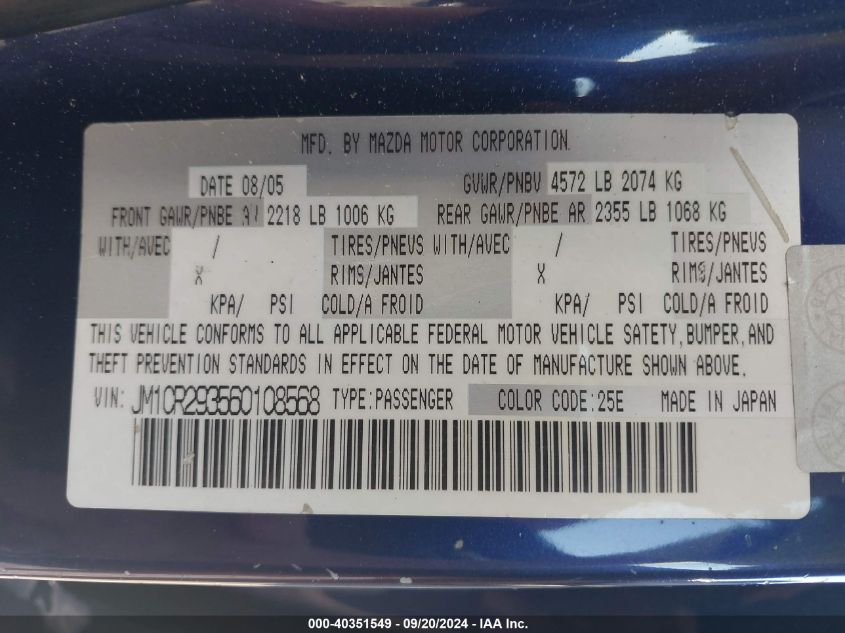 MFD. BY MAZDA MOTOR CORPORATION
DATE 08/05 GVWR/PNBV 4572 LB 2074 KG
FRONT GAWR/PNBE 2218 LB 1006 KG REAR GAWR/PNBE AR 2355 LB 1068 KG
WITH/AVEC / TIRES/PNEUS WITH/AVEC / TIRES/PNEUS
X RIMS/JANTES X RIMS/JANTES
KPA/ PSI COLD/A FROID KPA/ PSI COLD/A FROID
THIS VEHICLE CONFORMS TO ALL APPLICABLE FEDERAL MOTOR VEHICLE SAFETY, BUMPER, AND
THEFT PREVENTION STANDARDS IN EFFECT ON THE DATE OF MANUFACTURE SHOWN ABOVE.
VIN: JM1CR293560108568 TYPE:PASSENGER COLOR CODE:25E MADE IN JAPAN
000-40351549 - 09/20/2024 - IAA Inc.